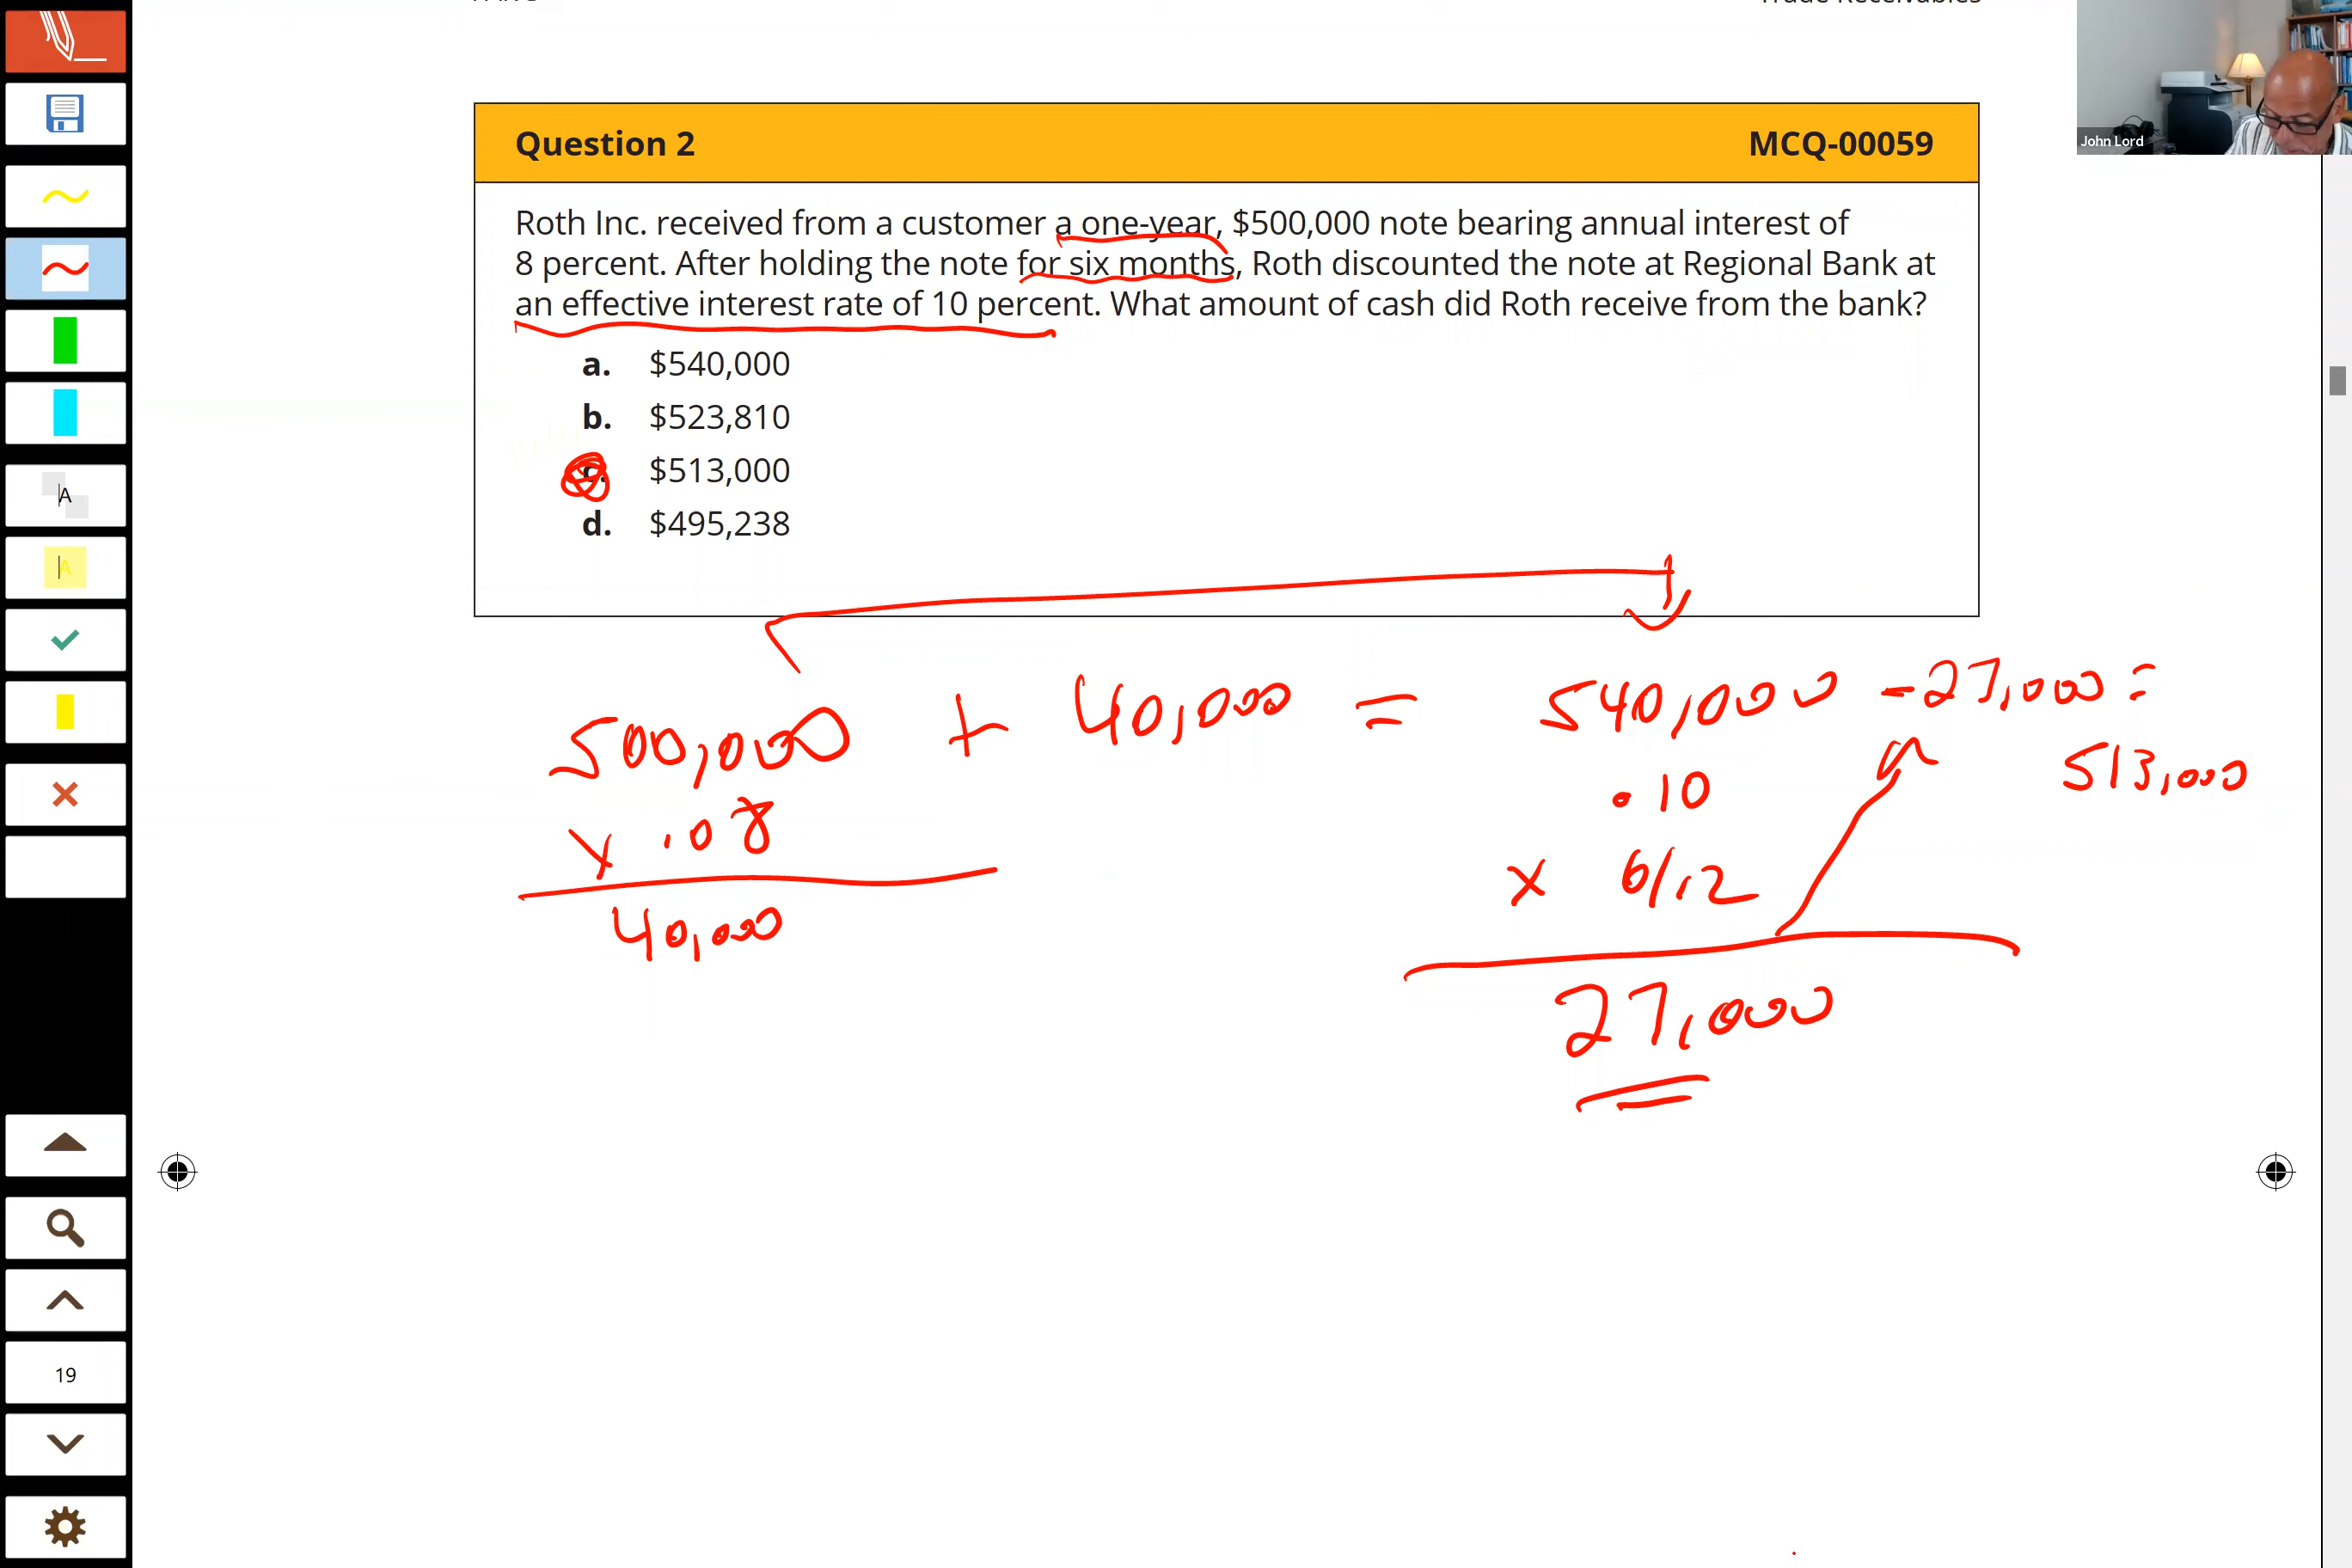 Question 2 MCQ-00059
John Lord
Roth Inc. received from a customer a one-year, $500,000 note bearing annual interest of
8 percent. After holding the note for six months, Roth discounted the note at Regional Bank at
an effective interest rate of 10 percent. What amount of cash did Roth receive from the bank?
a. $540,000
b. $523,810
c. $513,000
d. $495,238
500,000 + 40,000 = 540,000 - 27,000 =
513,000
x .08
.10
x 6/12
40,000
27,000
A
A
19